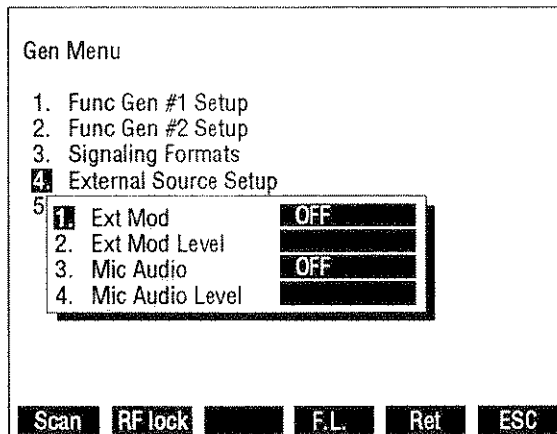 Gen Menu
1. Func Gen #1 Setup
2. Func Gen #2 Setup
3. Signaling Formats
4. External Source Setup
5
1. Ext Mod OFF
2. Ext Mod Level
3. Mic Audio OFF
4. Mic Audio Level
Scan RF lock F.L. Ret ESC